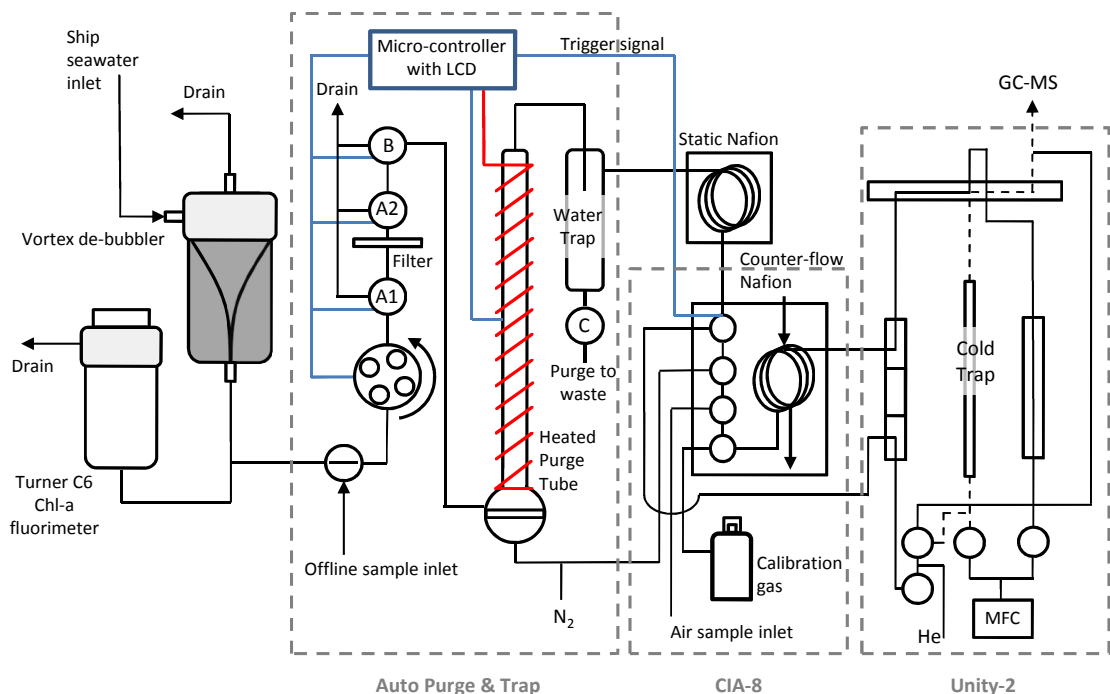 Ship
seawater
inlet
Drain
Vortex de-bubbler
Drain
Turner C6
Chl-a
fluorimeter
Micro-controller
with LCD
Trigger signal
Drain
B
A2
Filter
A1
Offline sample inlet
Water
Trap
C
Purge to
waste
Heated
Purge
Tube
N2
Static Nafion
Counter-flow
Nafion
Calibration
gas
Air sample inlet
GC-MS
Cold
Trap
He
MFC
Auto Purge & Trap
CIA-8
Unity-2